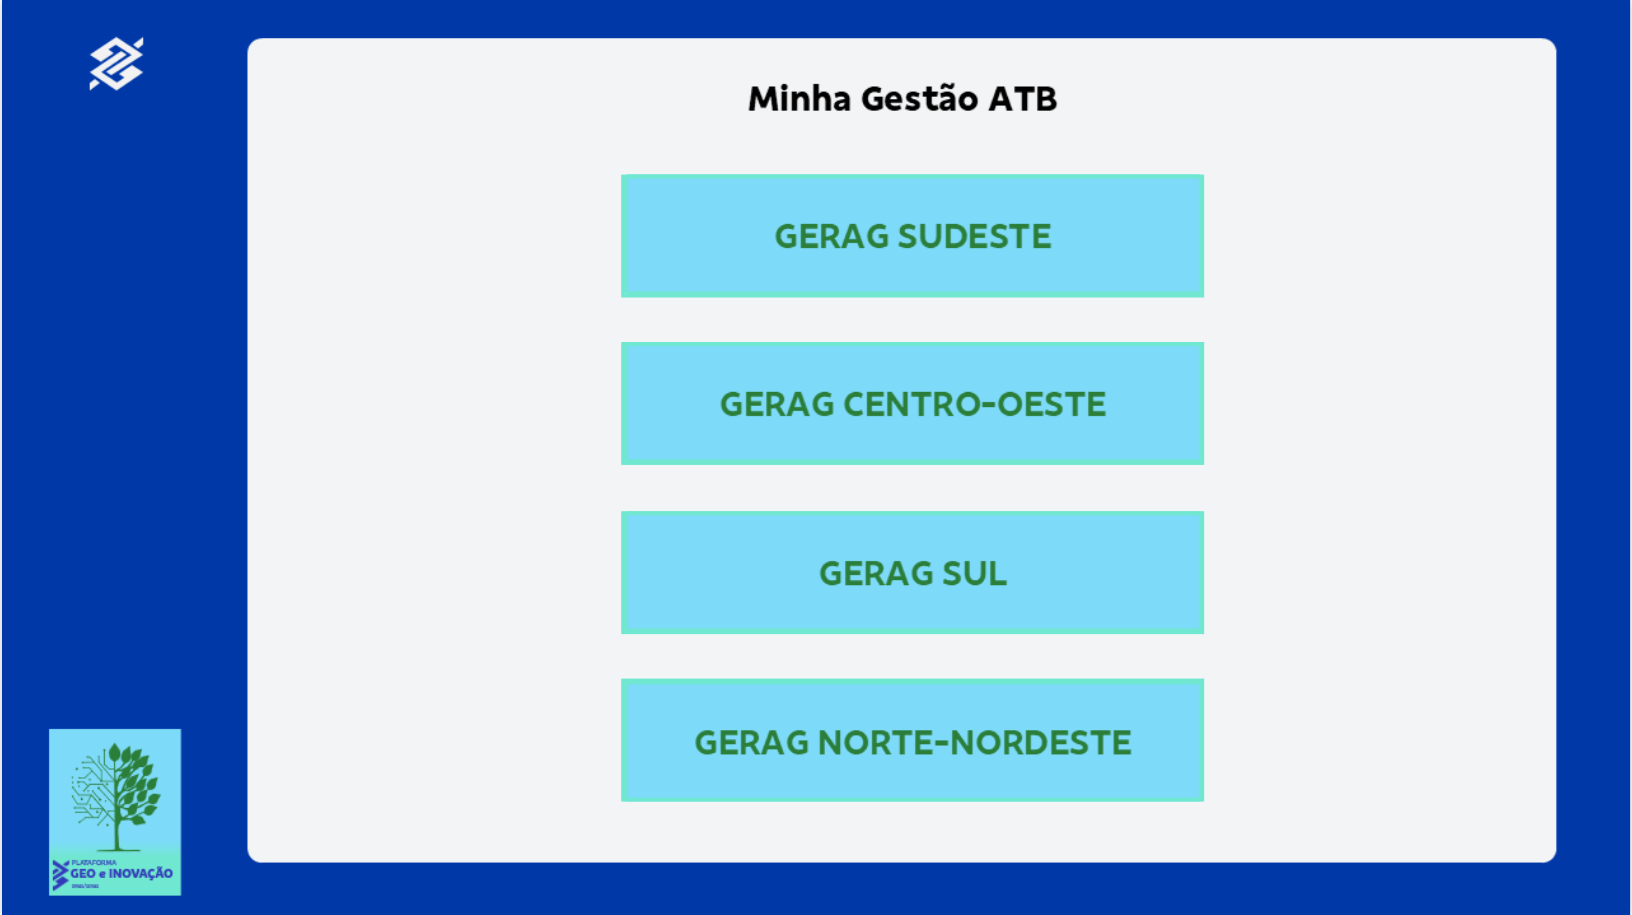 Minha Gestão ATB
GERAG SUDESTE
GERAG CENTRO-OESTE
GERAG SUL
GERAG NORTE-NORDESTE
PLATAFORMA
GEO e INOVAÇÃO